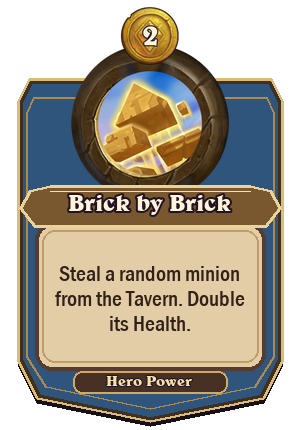 2
Brick by Brick
Steal a random minion
from the Tavern. Double
its Health.
Hero Power